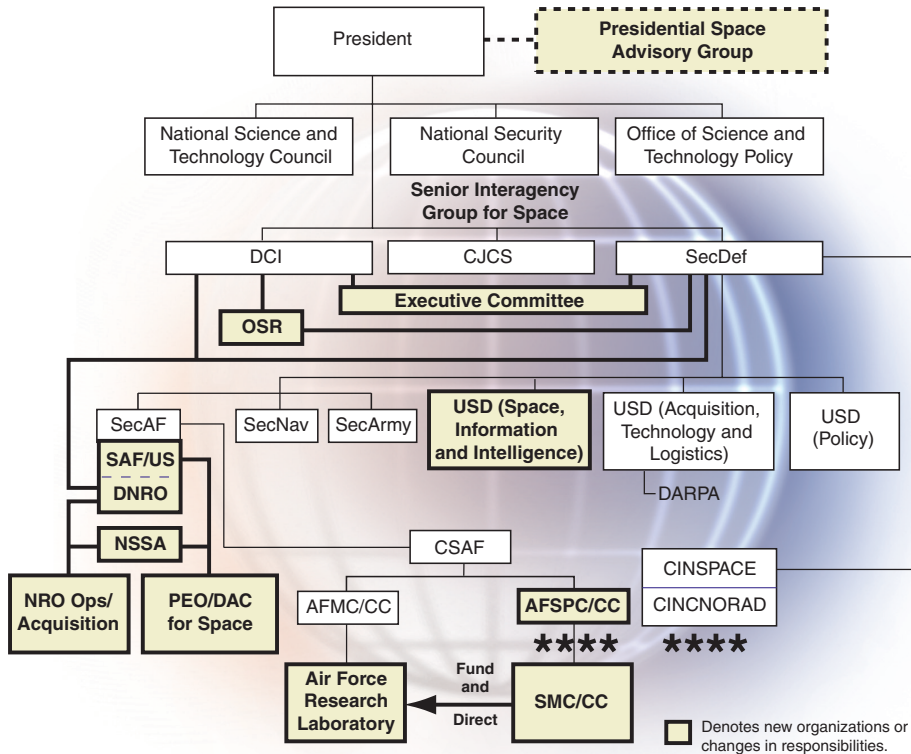 President
Presidential Space
Advisory Group
National Science and
Technology Council
National Security
Council
Office of Science and
Technology Policy
Senior Interagency
Group for Space
DCI
CJCS
SecDef
Executive Committee
OSR
SecAF
SecNav
SecArmy
USD (Space,
Information
and Intelligence)
USD (Acquisition,
Technology and
Logistics)
USD
(Policy)
DARPA
SAF/US
DNRO
NSSA
NRO Ops/
Acquisition
PEO/DAC
for Space
CSAF
AFMC/CC
AFSPC/CC
****
CINSPACE
CINCNORAD
****
Air Force
Research
Laboratory
Fund
and
Direct
SMC/CC
Denotes new organizations or
changes in responsibilities.